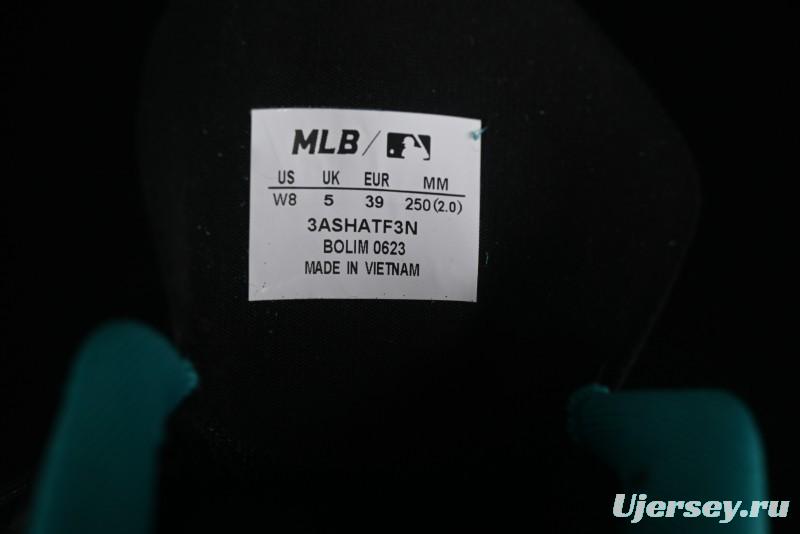 MLB /
US UK EUR MM
W8 5 39 250(2.0)
3ASHATF3N
BOLIM 0623
MADE IN VIETNAM
Ujersey.ru